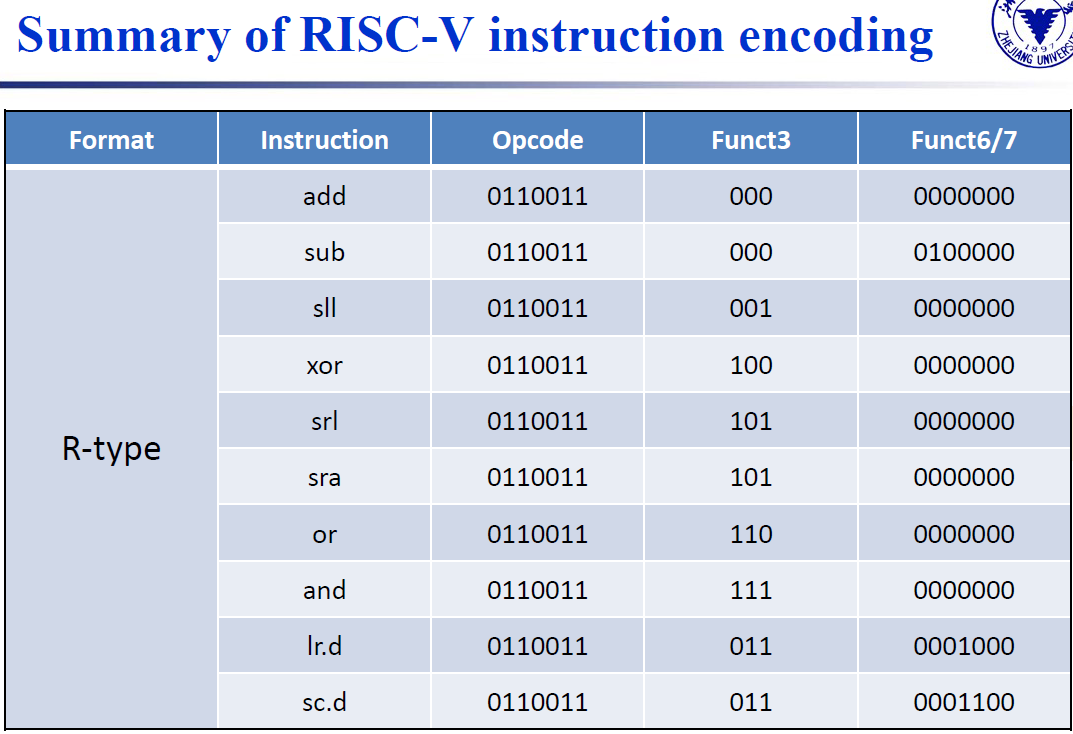 Summary of RISC-V instruction encoding
ZHEJIANG UNIVERSIT
1897
Format Instruction Opcode Funct3 Funct6/7
R-type
add 0110011 000 0000000
sub 0110011 000 0100000
sll 0110011 001 0000000
xor 0110011 100 0000000
srl 0110011 101 0000000
sra 0110011 101 0000000
or 0110011 110 0000000
and 0110011 111 0000000
lr.d 0110011 011 0001000
sc.d 0110011 011 0001100